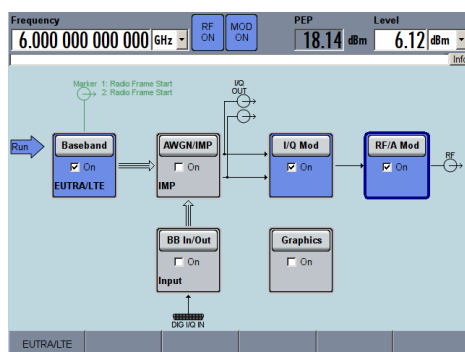 Frequency
RF ON
MOD ON
PEP
Level
6.000 000 000 000 GHz
18.14 dBm
6.12 dBm
Info
Marker 1: Radio Frame Start
2: Radio Frame Start
I/Q OUT
Run
Baseband
On
EUTRA/LTE
AWGN/IMP
On
IMP
I/Q Mod
On
RF/A Mod
On
RF
BB In/Out
On
Input
Graphics
On
DIG I/Q IN
EUTRA/LTE